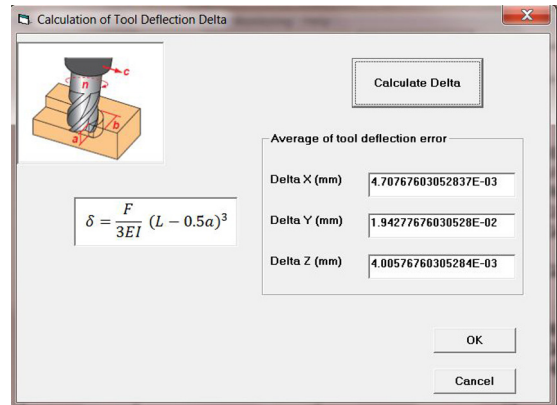 Calculation of Tool Deflection Delta
c
n
b
a
Calculate Delta
Average of tool deflection error
Delta X (mm) 4.70767603052837E-03
δ = F/3EI (L − 0.5a)³
Delta Y (mm) 1.94277676030528E-02
Delta Z (mm) 4.00576760305284E-03
OK
Cancel